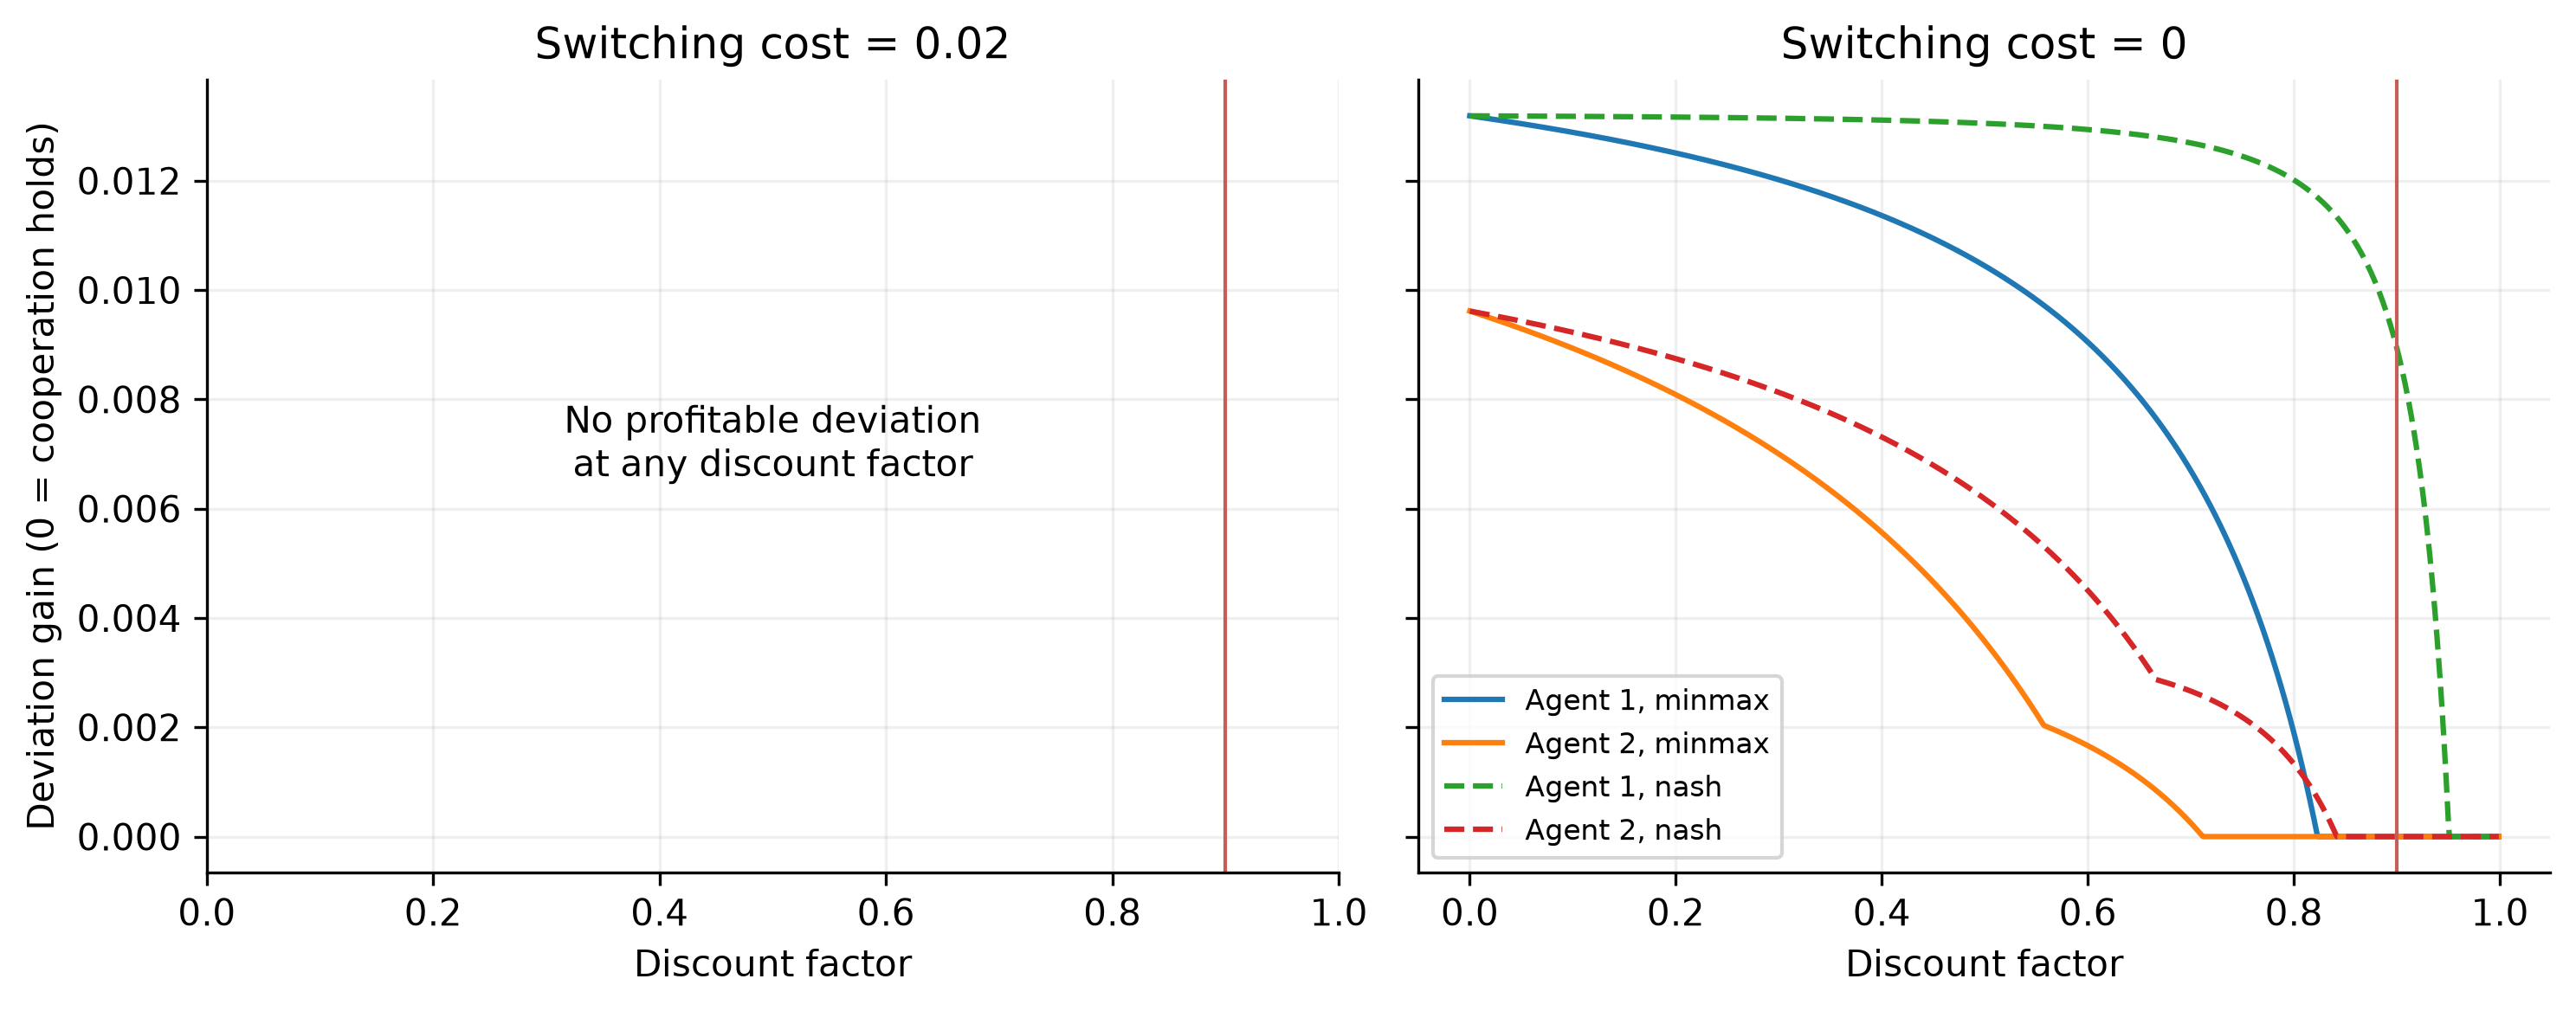 Switching cost = 0.02
Deviation gain (0 = cooperation holds)
0.012
0.010
0.008
0.006
0.004
0.002
0.000
No profitable deviation
at any discount factor
0.0 0.2 0.4 0.6 0.8 1.0
Discount factor
Switching cost = 0
Agent 1, minmax
Agent 2, minmax
Agent 1, nash
Agent 2, nash
0.0 0.2 0.4 0.6 0.8 1.0
Discount factor